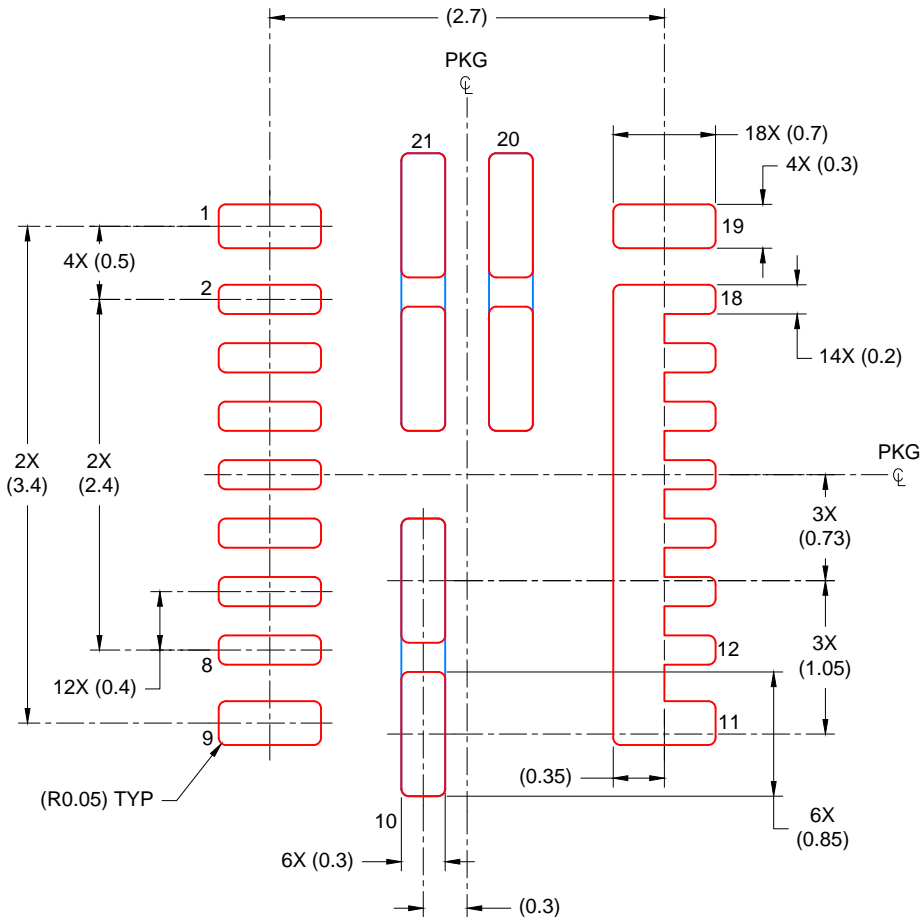 (2.7)
PKG
℄
21
20
18X (0.7)
4X (0.3)
1
19
4X (0.5)
2
18
14X (0.2)
2X
(3.4)
2X
(2.4)
PKG
℄
3X
(0.73)
12
3X
(1.05)
8
12X (0.4)
9
11
(R0.05) TYP
(0.35)
10
6X
(0.85)
6X (0.3)
(0.3)